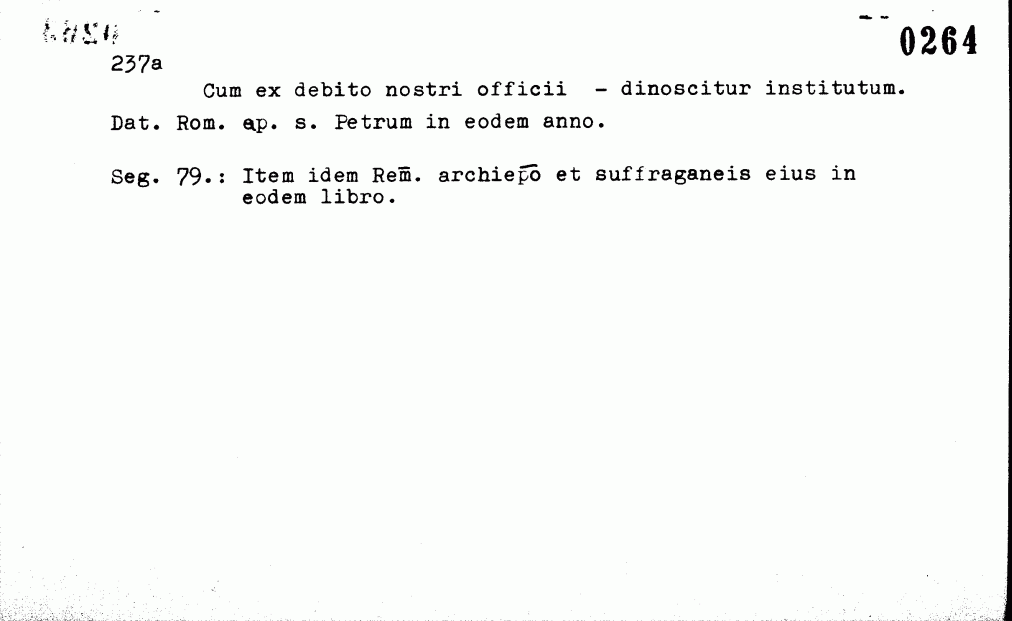 0264
237a
Cum ex debito nostri officii - dinoscitur institutum.
Dat. Rom. ap. s. Petrum in eodem anno.
Seg. 79.: Item idem Rem̄. archiep̄o et suffraganeis eius in
eodem libro.